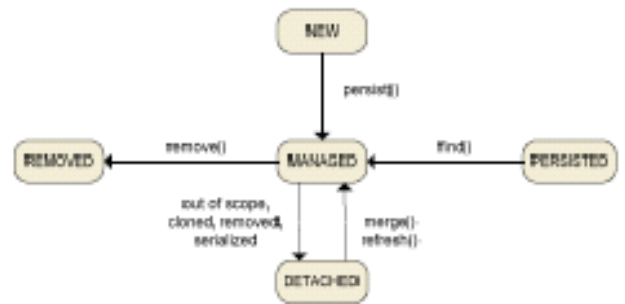 NEW
persist()
REMOVED
remove()
MANAGED
find()
PERSISTED
out of scope,
cloned, removed,
serialized
merge()
refresh()
DETACHED